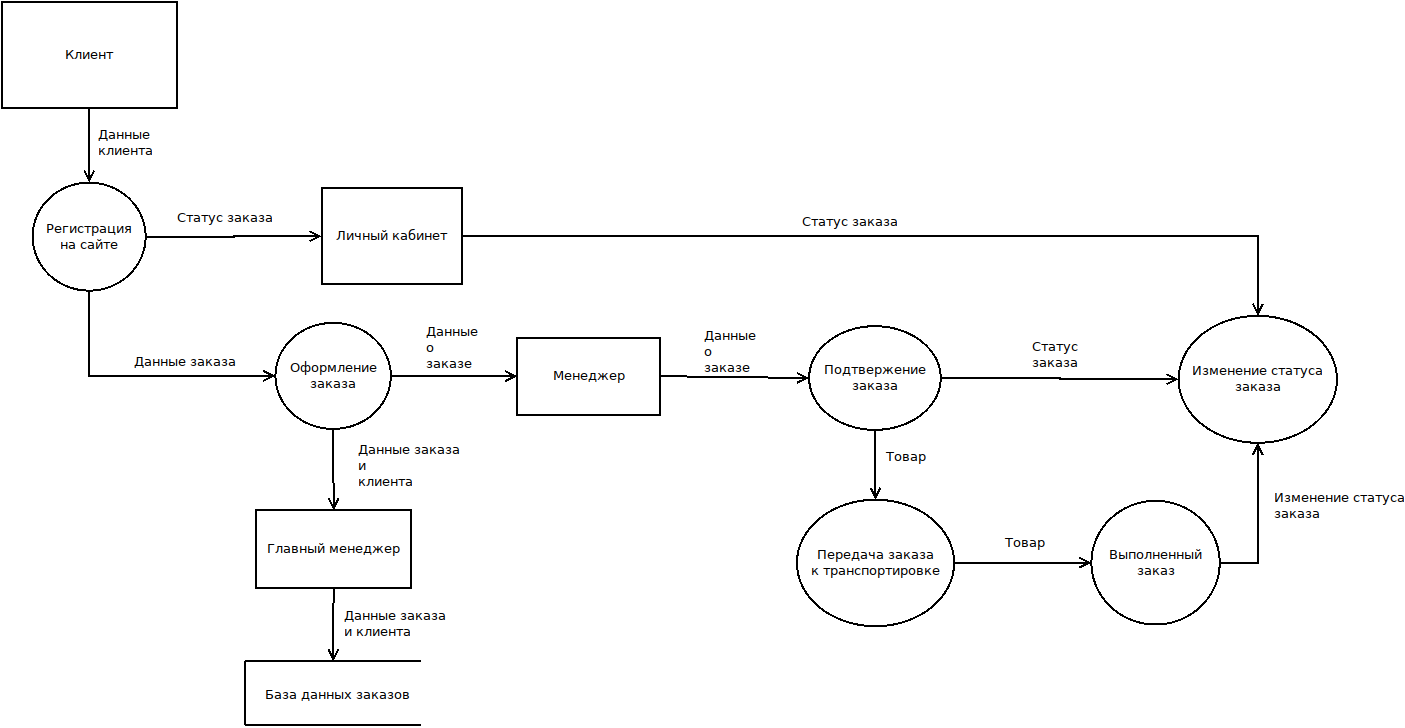 Клиент
Данные
клиента
Регистрация
на сайте
Статус заказа
Личный кабинет
Статус заказа
Данные заказа
Оформление
заказа
Данные
о
заказе
Менеджер
Данные
о
заказе
Подтвержение
заказа
Статус
заказа
Изменение статуса
заказа
Данные заказа
и
клиента
Товар
Главный менеджер
Передача заказа
к транспортировке
Товар
Выполненный
заказ
Изменение статуса
заказа
Данные заказа
и клиента
База данных заказов